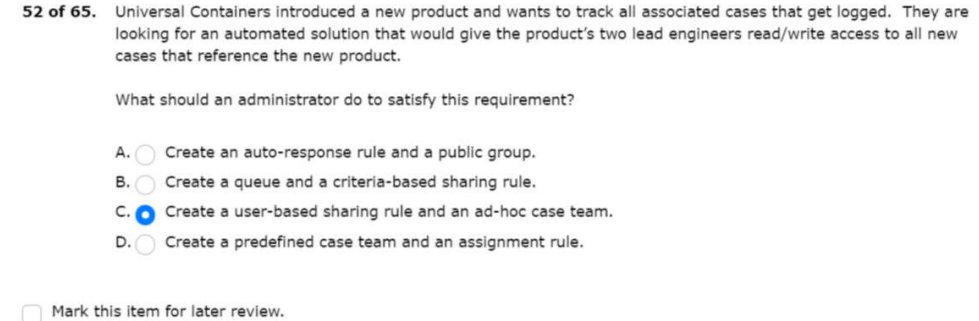 52 of 65. Universal Containers introduced a new product and wants to track all associated cases that get logged. They are
looking for an automated solution that would give the product's two lead engineers read/write access to all new
cases that reference the new product.
What should an administrator do to satisfy this requirement?
A. Create an auto-response rule and a public group.
B. Create a queue and a criteria-based sharing rule.
C. Create a user-based sharing rule and an ad-hoc case team.
D. Create a predefined case team and an assignment rule.
Mark this item for later review.